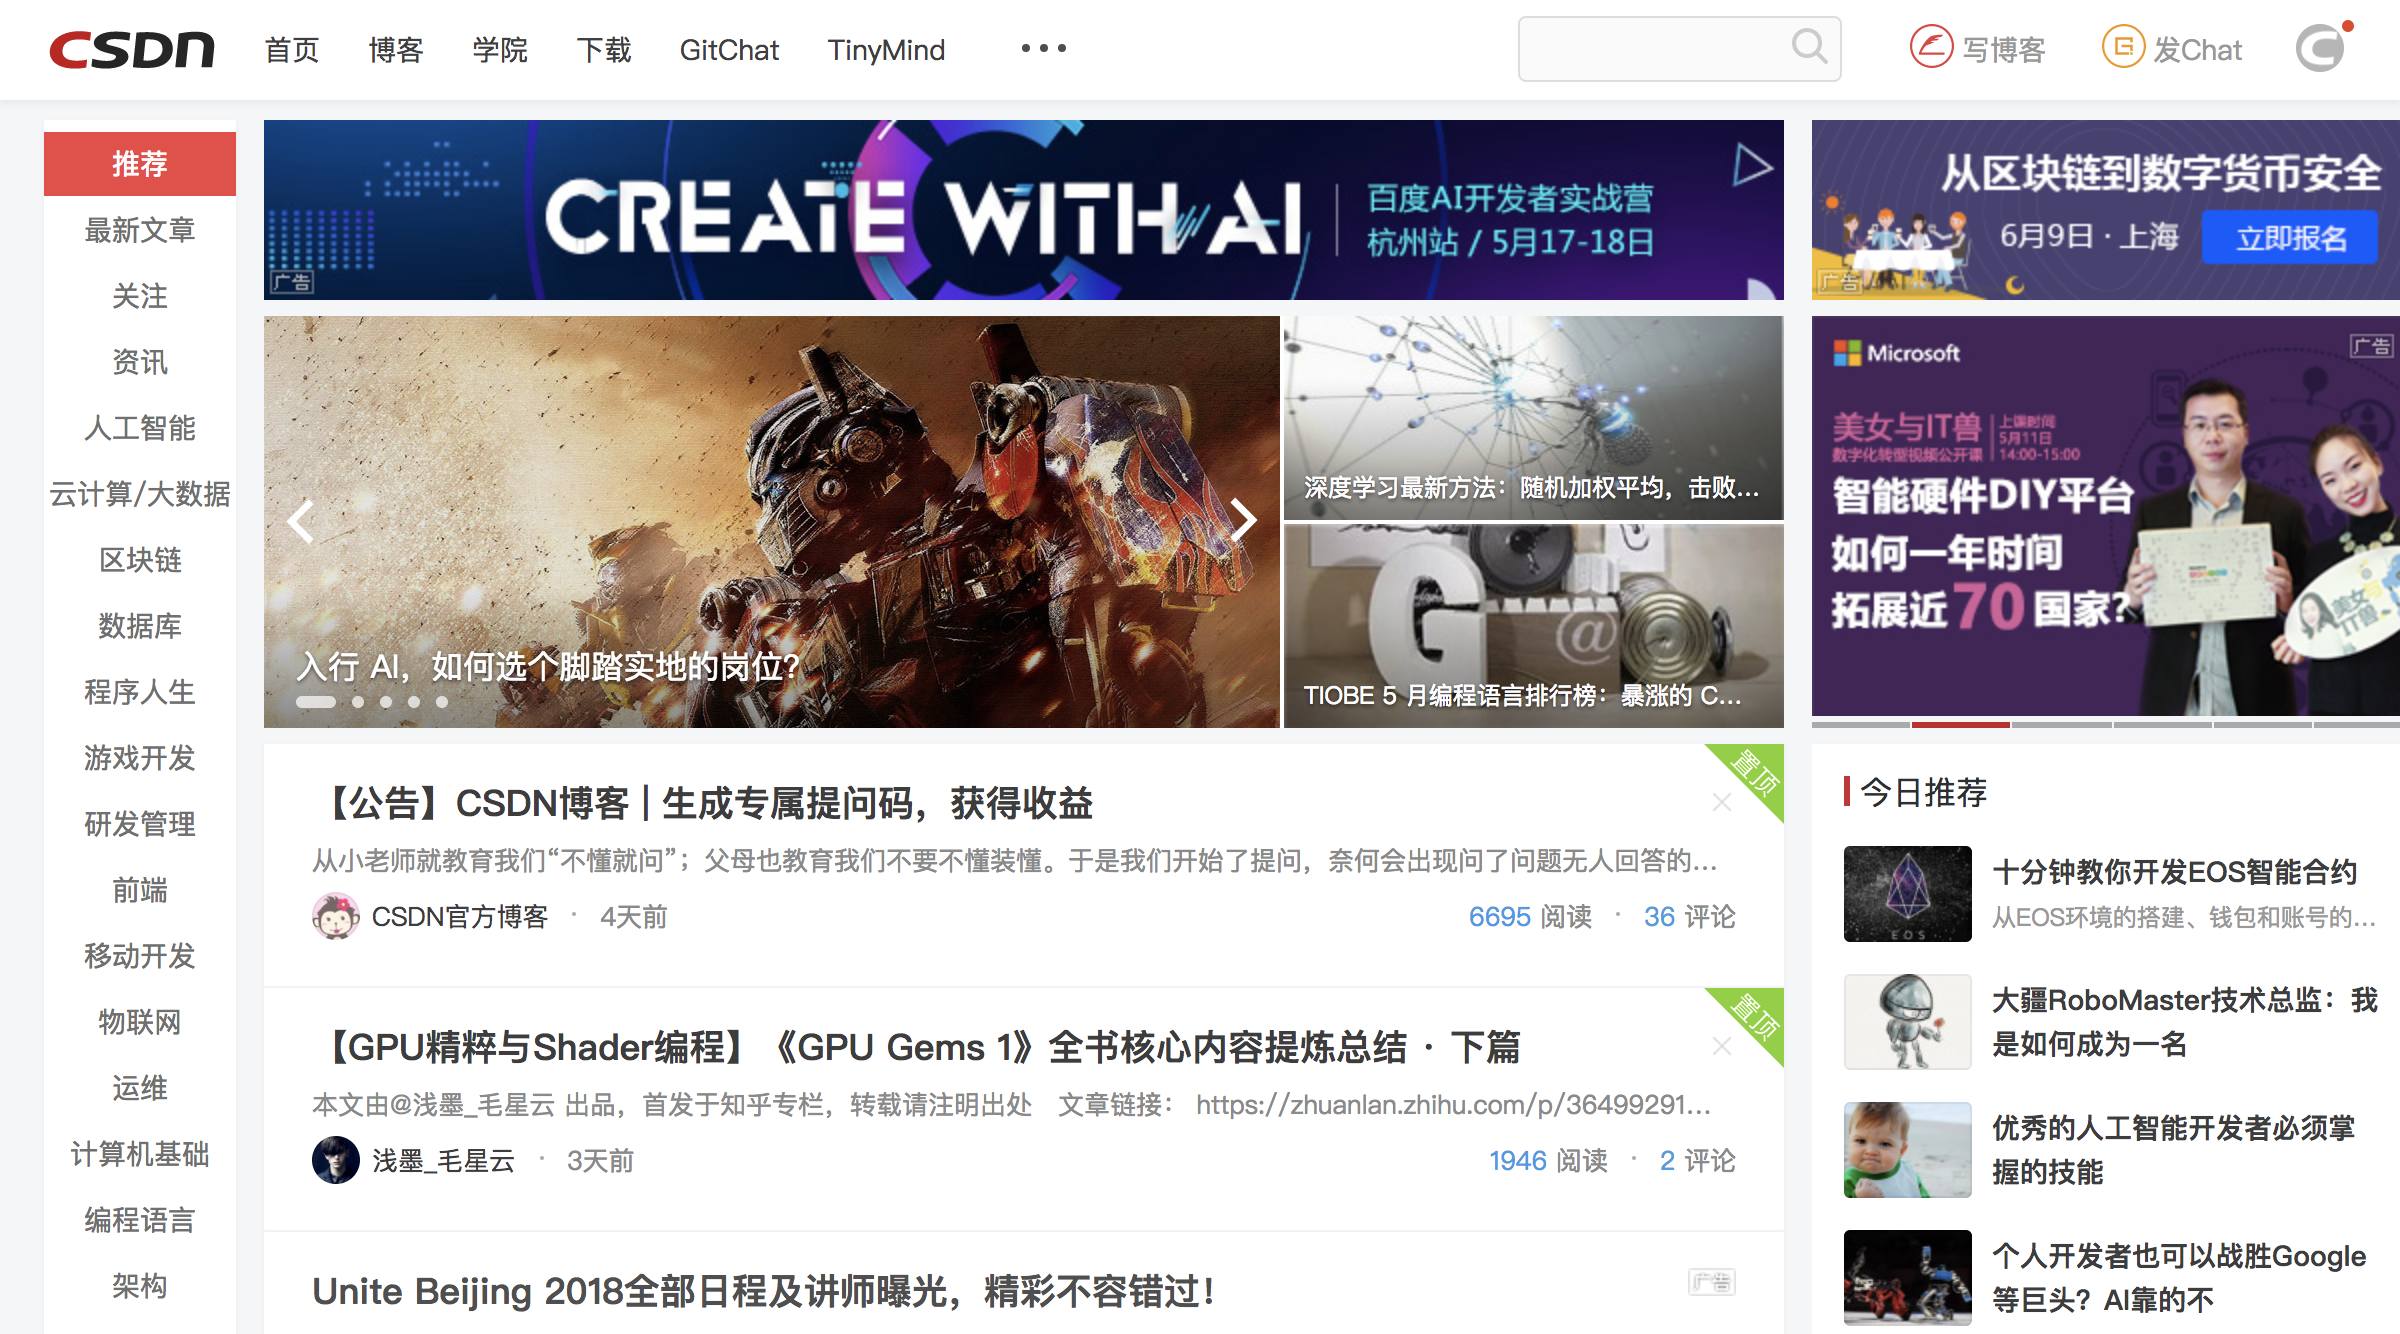 CSDN
首页
博客
学院
下载
GitChat
TinyMind
写博客
发Chat
推荐
最新文章
关注
资讯
人工智能
云计算/大数据
区块链
数据库
程序人生
游戏开发
研发管理
前端
移动开发
物联网
运维
计算机基础
编程语言
架构
CREATE WITH AI
百度AI开发者实战营
杭州站 / 5月17-18日
广告
从区块链到数字货币安全
6月9日 · 上海
立即报名
广告
入行 AI，如何选个脚踏实地的岗位？
深度学习最新方法：随机加权平均，击败...
G
@
TIOBE 5 月编程语言排行榜：暴涨的 C...
Microsoft
广告
美女与IT兽
数字化转型视频公开课
上课时间
5月11日
14:00-15:00
智能硬件DIY平台
如何一年时间
拓展近70国家?
美女与
IT兽
置顶
【公告】CSDN博客 | 生成专属提问码，获得收益
从小老师就教育我们“不懂就问”；父母也教育我们不要不懂装懂。于是我们开始了提问，奈何会出现问了问题无人回答的...
CSDN官方博客 · 4天前
6695 阅读 · 36 评论
置顶
【GPU精粹与Shader编程】《GPU Gems 1》全书核心内容提炼总结 · 下篇
本文由@浅墨_毛星云 出品，首发于知乎专栏，转载请注明出处 文章链接： https://zhuanlan.zhihu.com/p/36499291...
浅墨_毛星云 · 3天前
1946 阅读 · 2 评论
Unite Beijing 2018全部日程及讲师曝光，精彩不容错过！
广告
今日推荐
EOS
十分钟教你开发EOS智能合约
从EOS环境的搭建、钱包和账号的...
大疆RoboMaster技术总监：我
是如何成为一名
优秀的人工智能开发者必须掌
握的技能
个人开发者也可以战胜Google
等巨头？AI靠的不